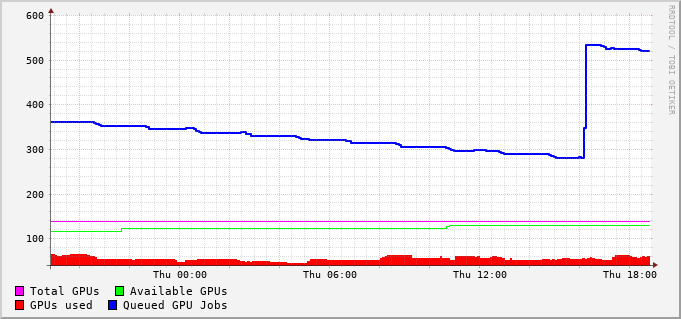 600
500
400
300
200
100
Thu 00:00 Thu 06:00 Thu 12:00 Thu 18:00
Total GPUs Available GPUs
GPUs used Queued GPU Jobs
RRDTOOL / TOBI OETIKER